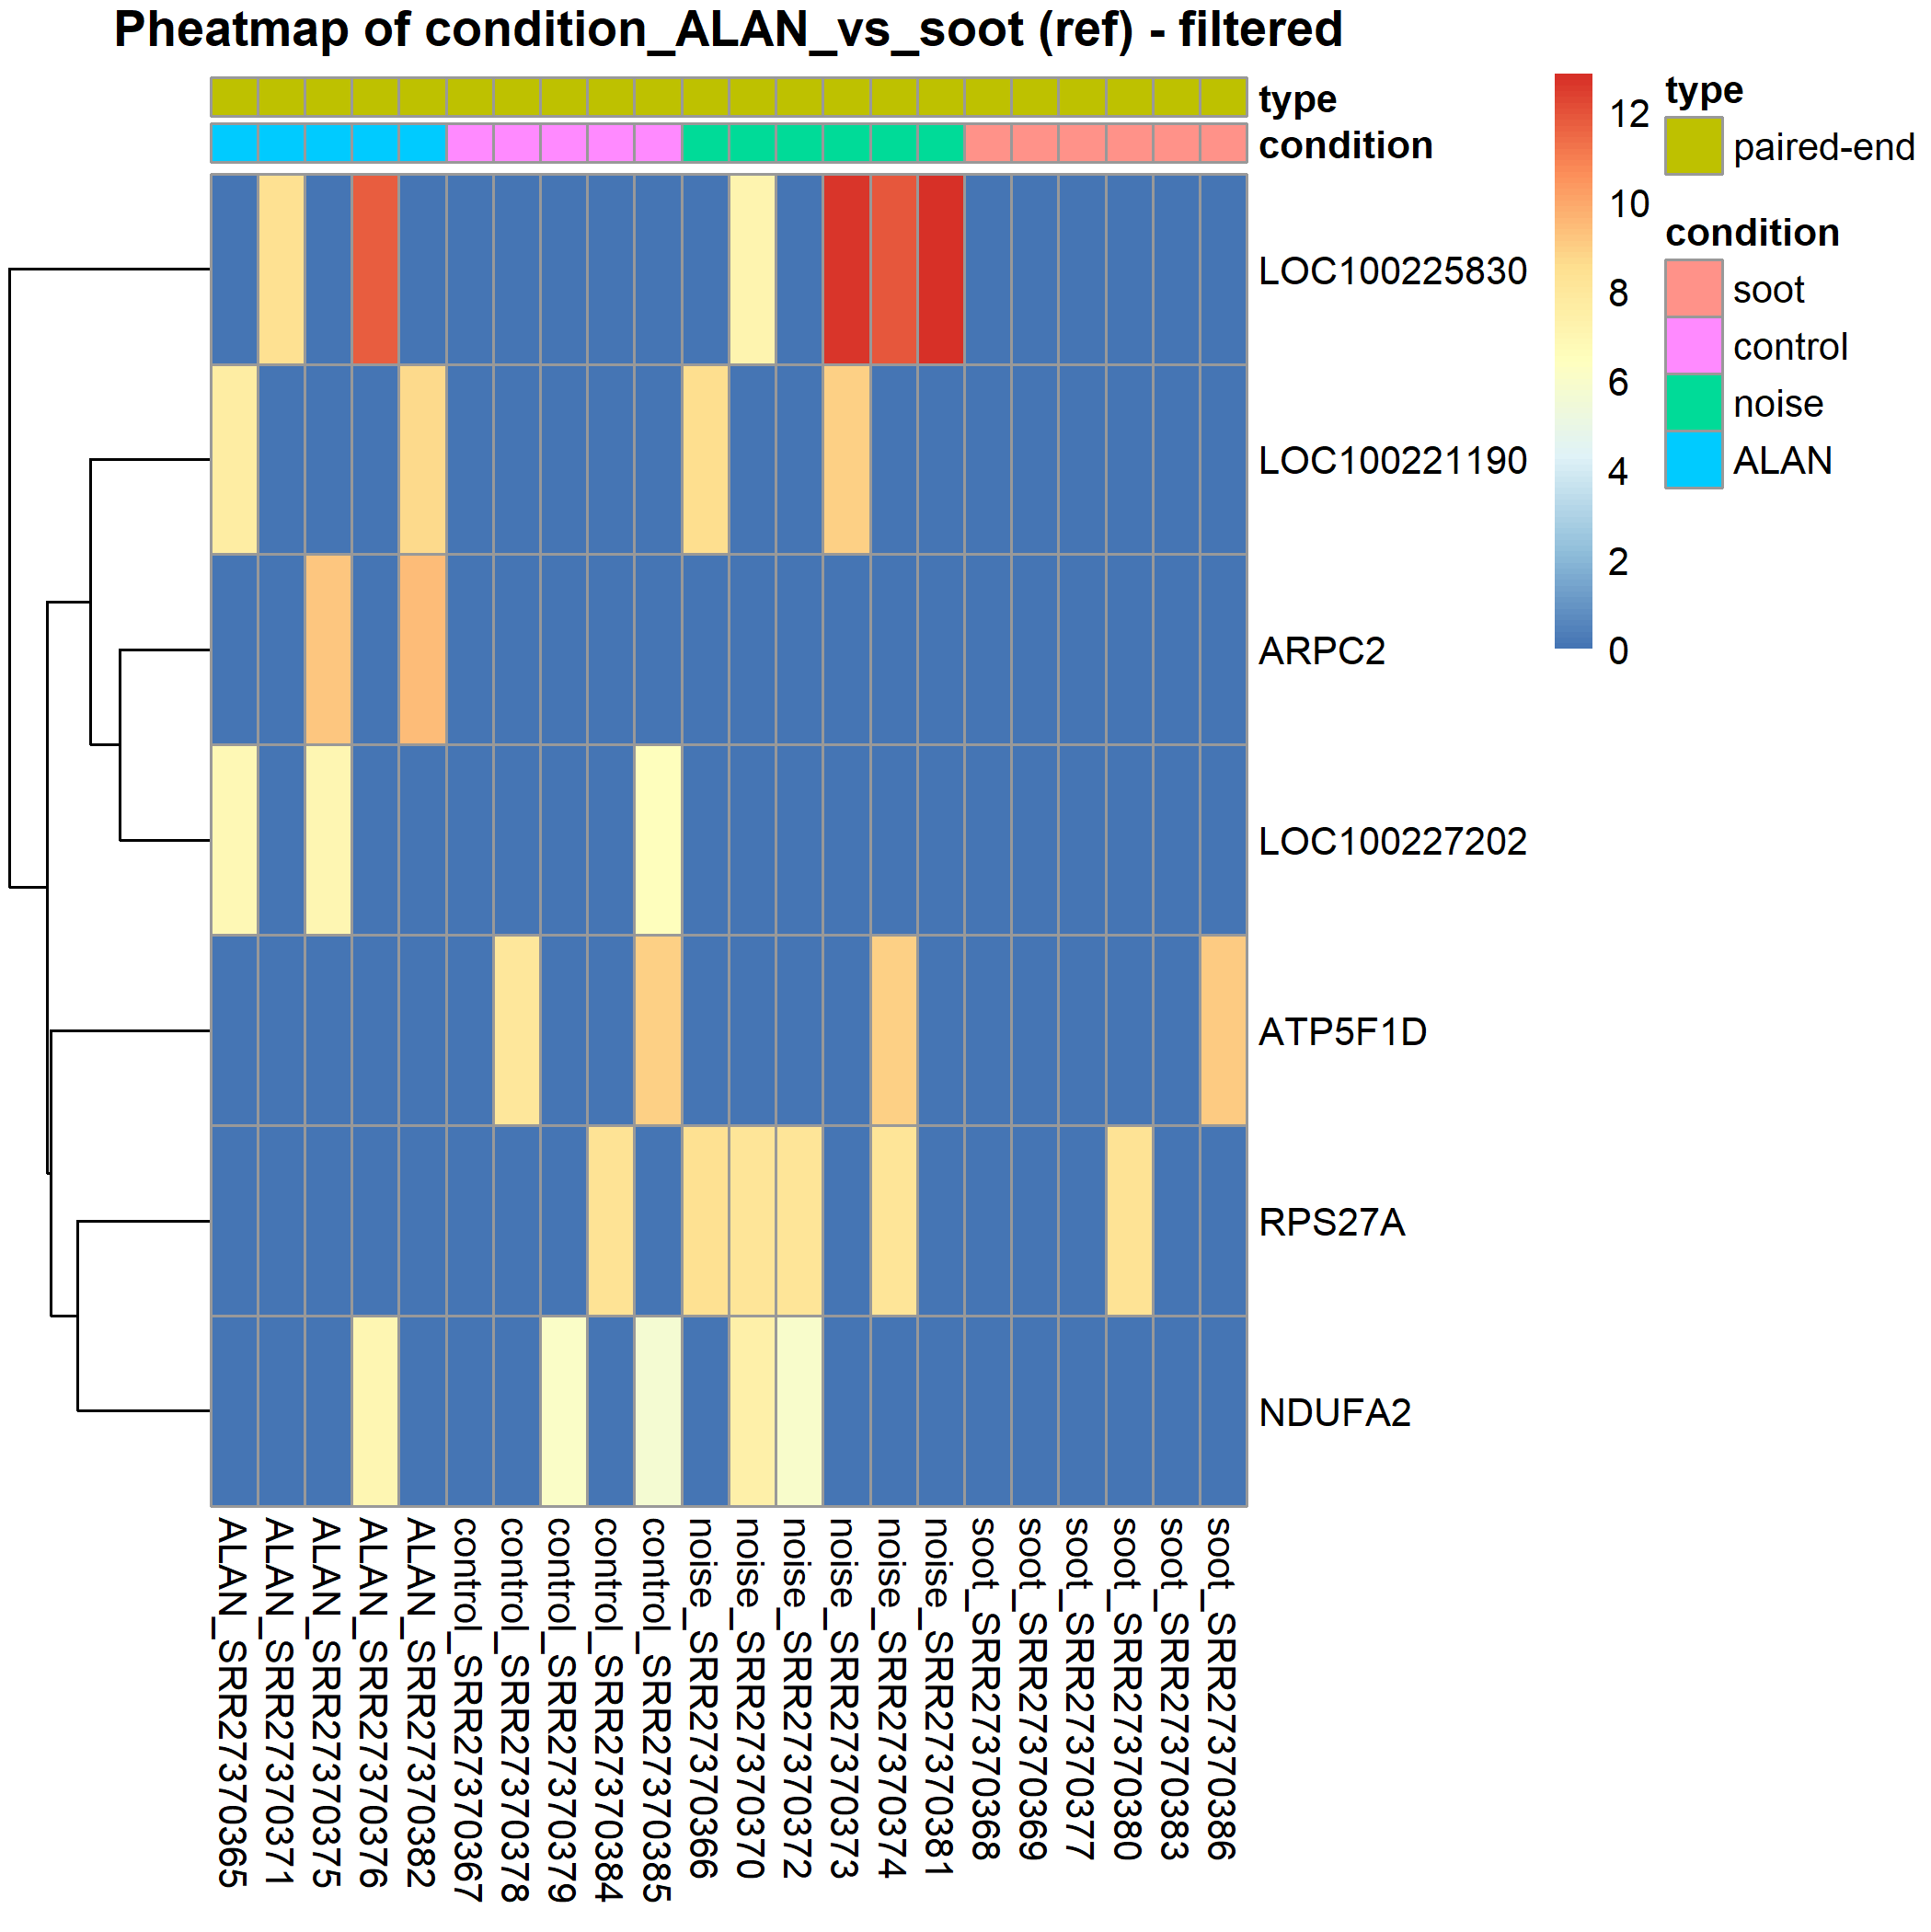 Pheatmap of condition_ALAN_vs_soot (ref) - filtered
type
condition
LOC100225830
LOC100221190
ARPC2
LOC100227202
ATP5F1D
RPS27A
NDUFA2
12
10
8
6
4
2
0
type
paired-end
condition
soot
control
noise
ALAN
ALAN_SRR27370365
ALAN_SRR27370371
ALAN_SRR27370375
ALAN_SRR27370376
ALAN_SRR27370382
control_SRR27370367
control_SRR27370378
control_SRR27370379
control_SRR27370384
control_SRR27370385
noise_SRR27370366
noise_SRR27370370
noise_SRR27370372
noise_SRR27370373
noise_SRR27370374
noise_SRR27370381
soot_SRR27370368
soot_SRR27370369
soot_SRR27370377
soot_SRR27370380
soot_SRR27370383
soot_SRR27370386